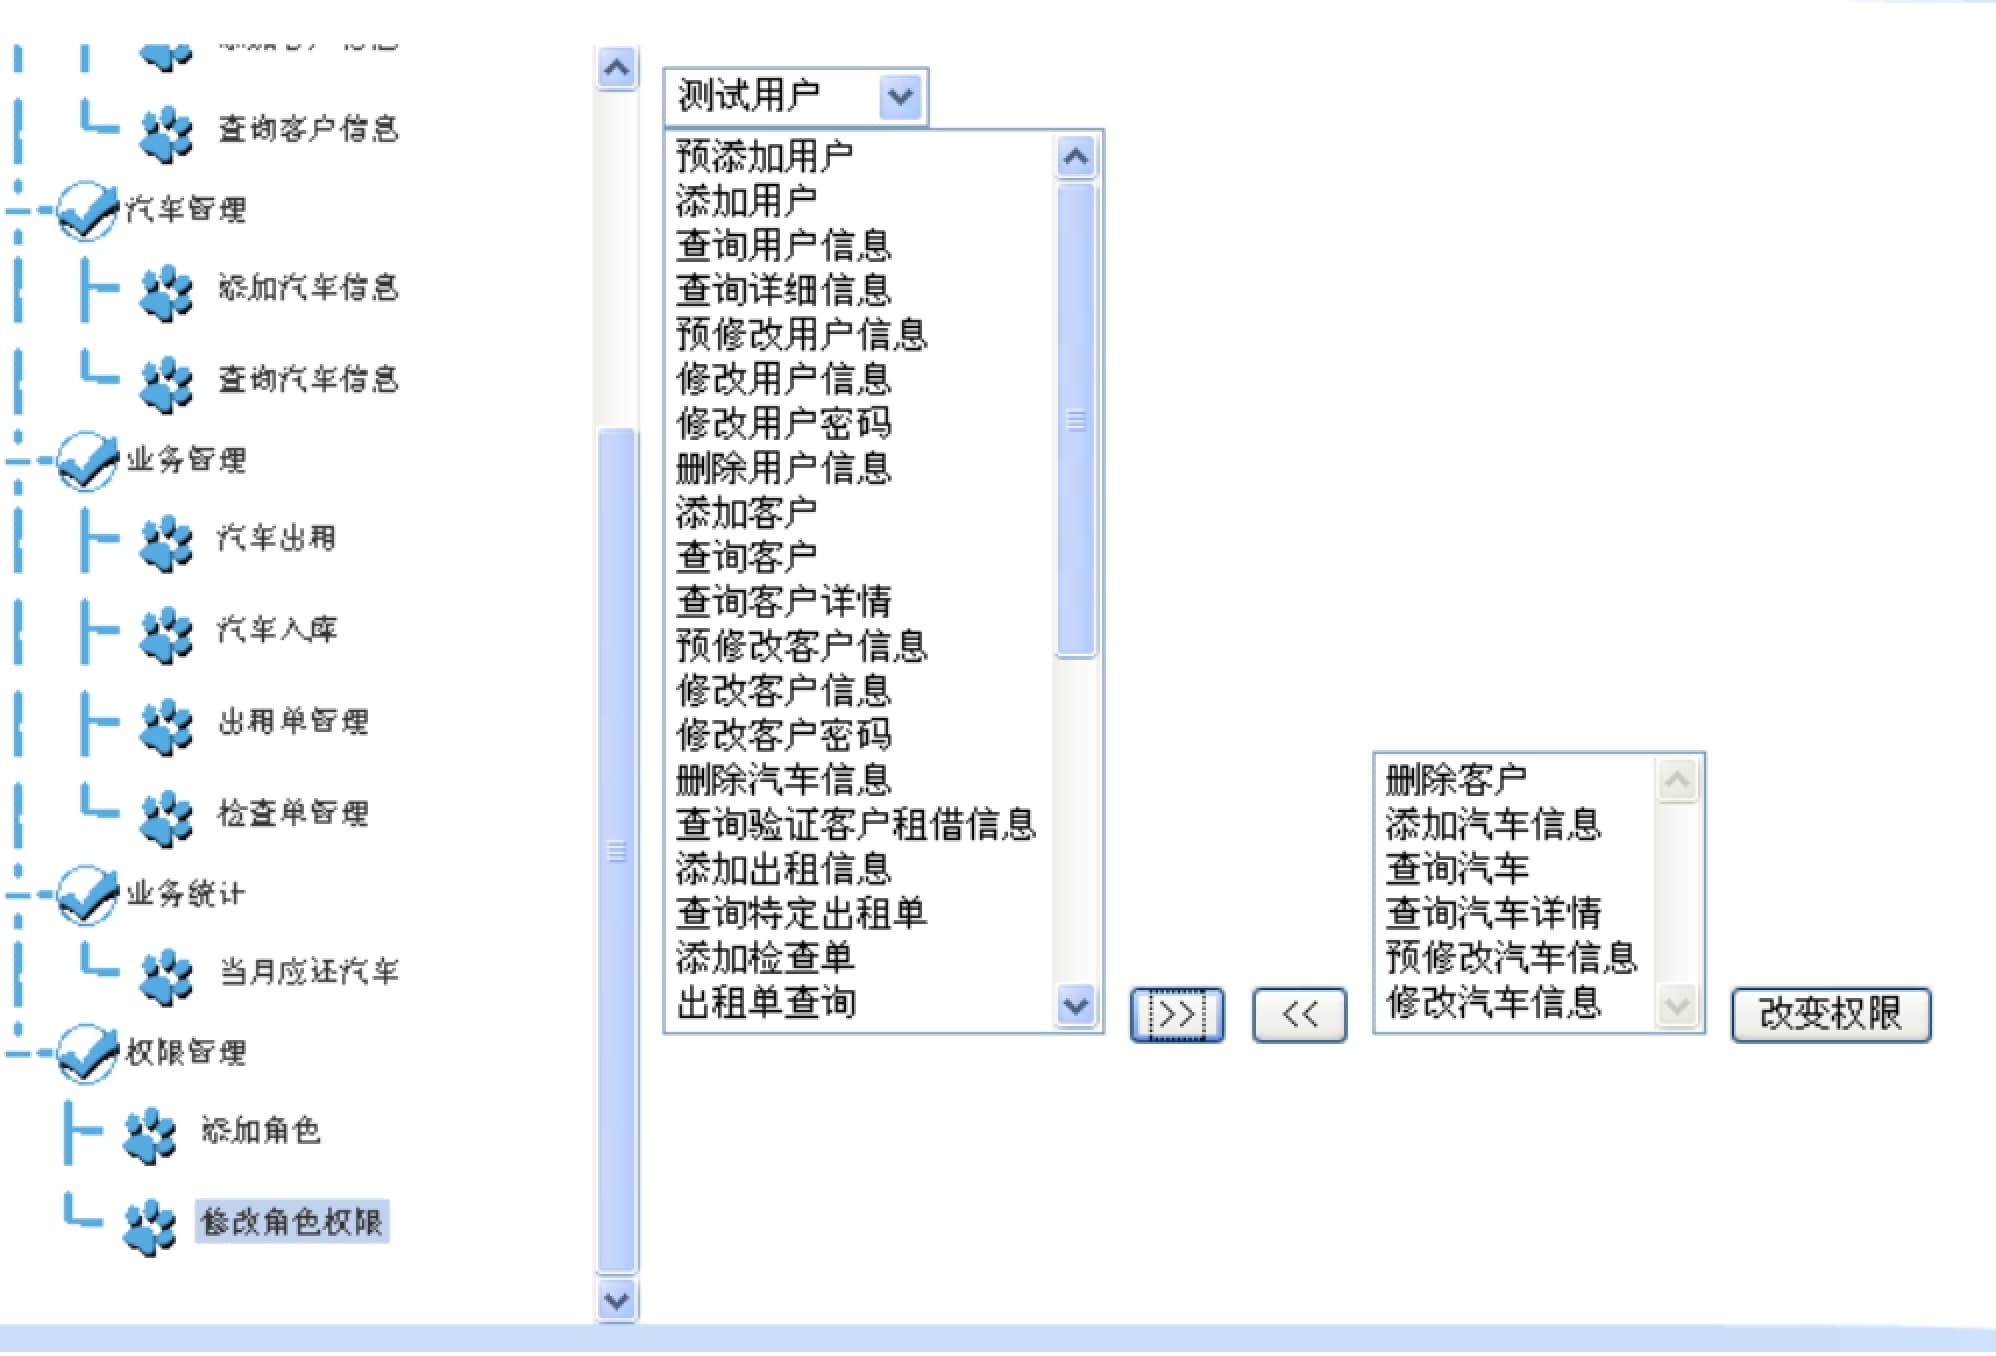 查询客户信息
汽车管理
添加汽车信息
查询汽车信息
业务管理
汽车出租
汽车入库
出租单管理
检查单管理
业务统计
当月应还汽车
权限管理
添加角色
修改角色权限
测试用户
预添加用户
添加用户
查询用户信息
查询详细信息
预修改用户信息
修改用户信息
修改用户密码
删除用户信息
添加客户
查询客户
查询客户详情
预修改客户信息
修改客户信息
修改客户密码
删除汽车信息
查询验证客户租借信息
添加出租信息
查询特定出租单
添加检查单
出租单查询
>>
<<
删除客户
添加汽车信息
查询汽车
查询汽车详情
预修改汽车信息
修改汽车信息
改变权限